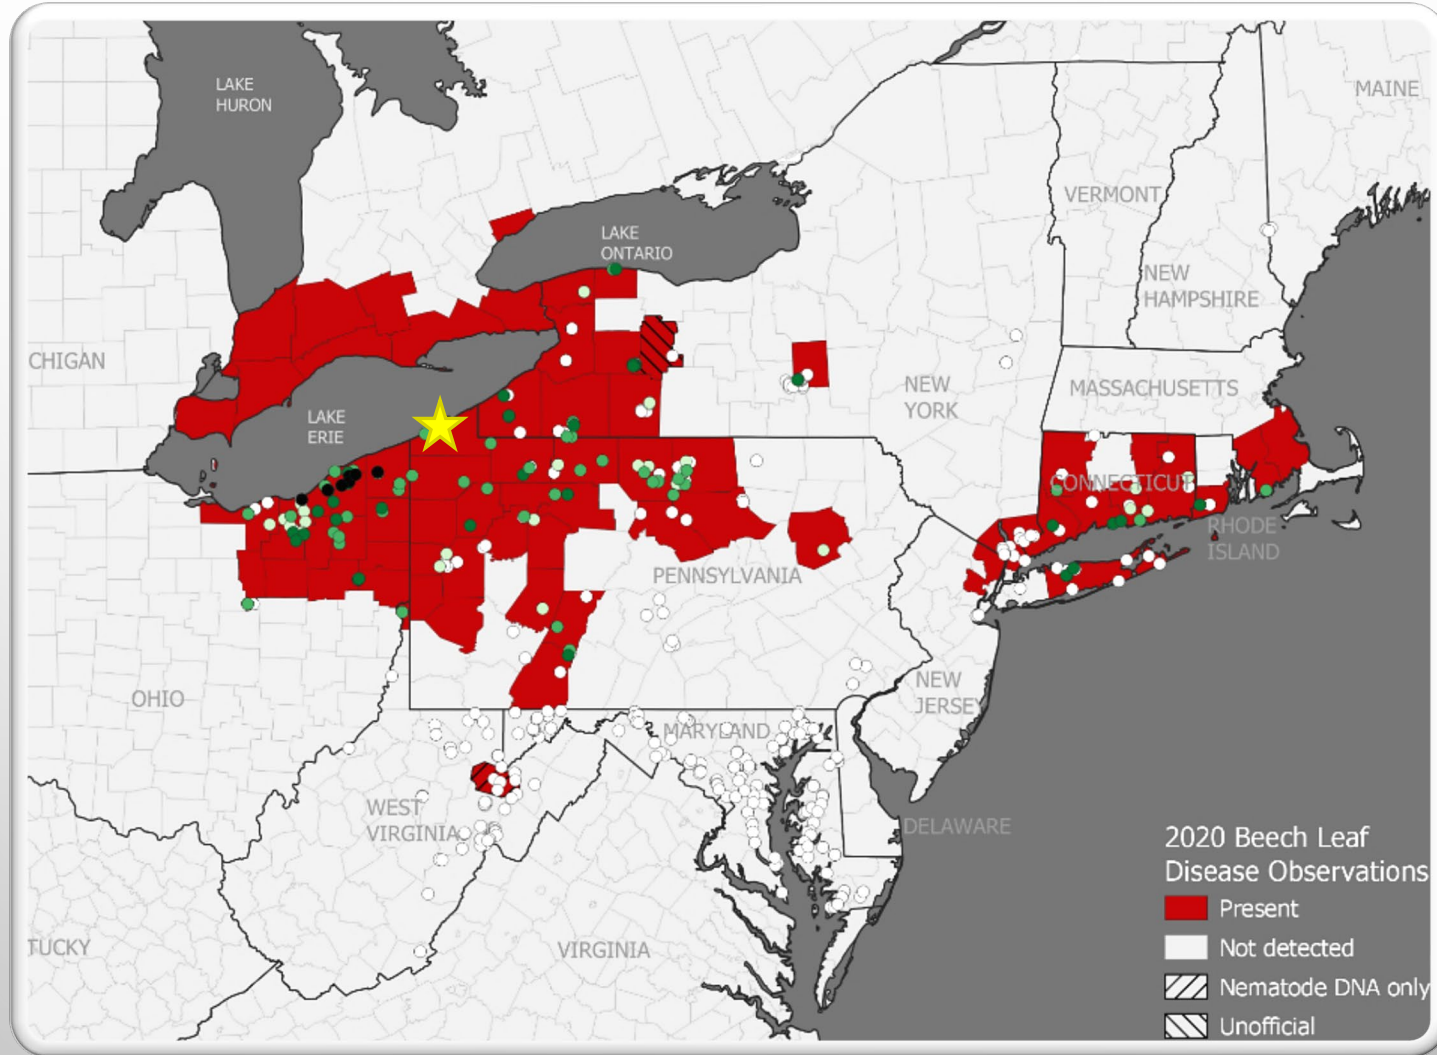 LAKE
HURON
MAINE
VERMONT
LAKE
ONTARIO
NEW
HAMPSHIRE
CHIGAN
NEW
YORK
MASSACHUSETTS
LAKE
ERIE
CONNECTICUT
RHODE
ISLAND
PENNSYLVANIA
OHIO
NEW
JERSEY
MARYLAND
WEST
VIRGINIA
DELAWARE
TUCKY
VIRGINIA
2020 Beech Leaf
Disease Observations
Present
Not detected
Nematode DNA only
Unofficial